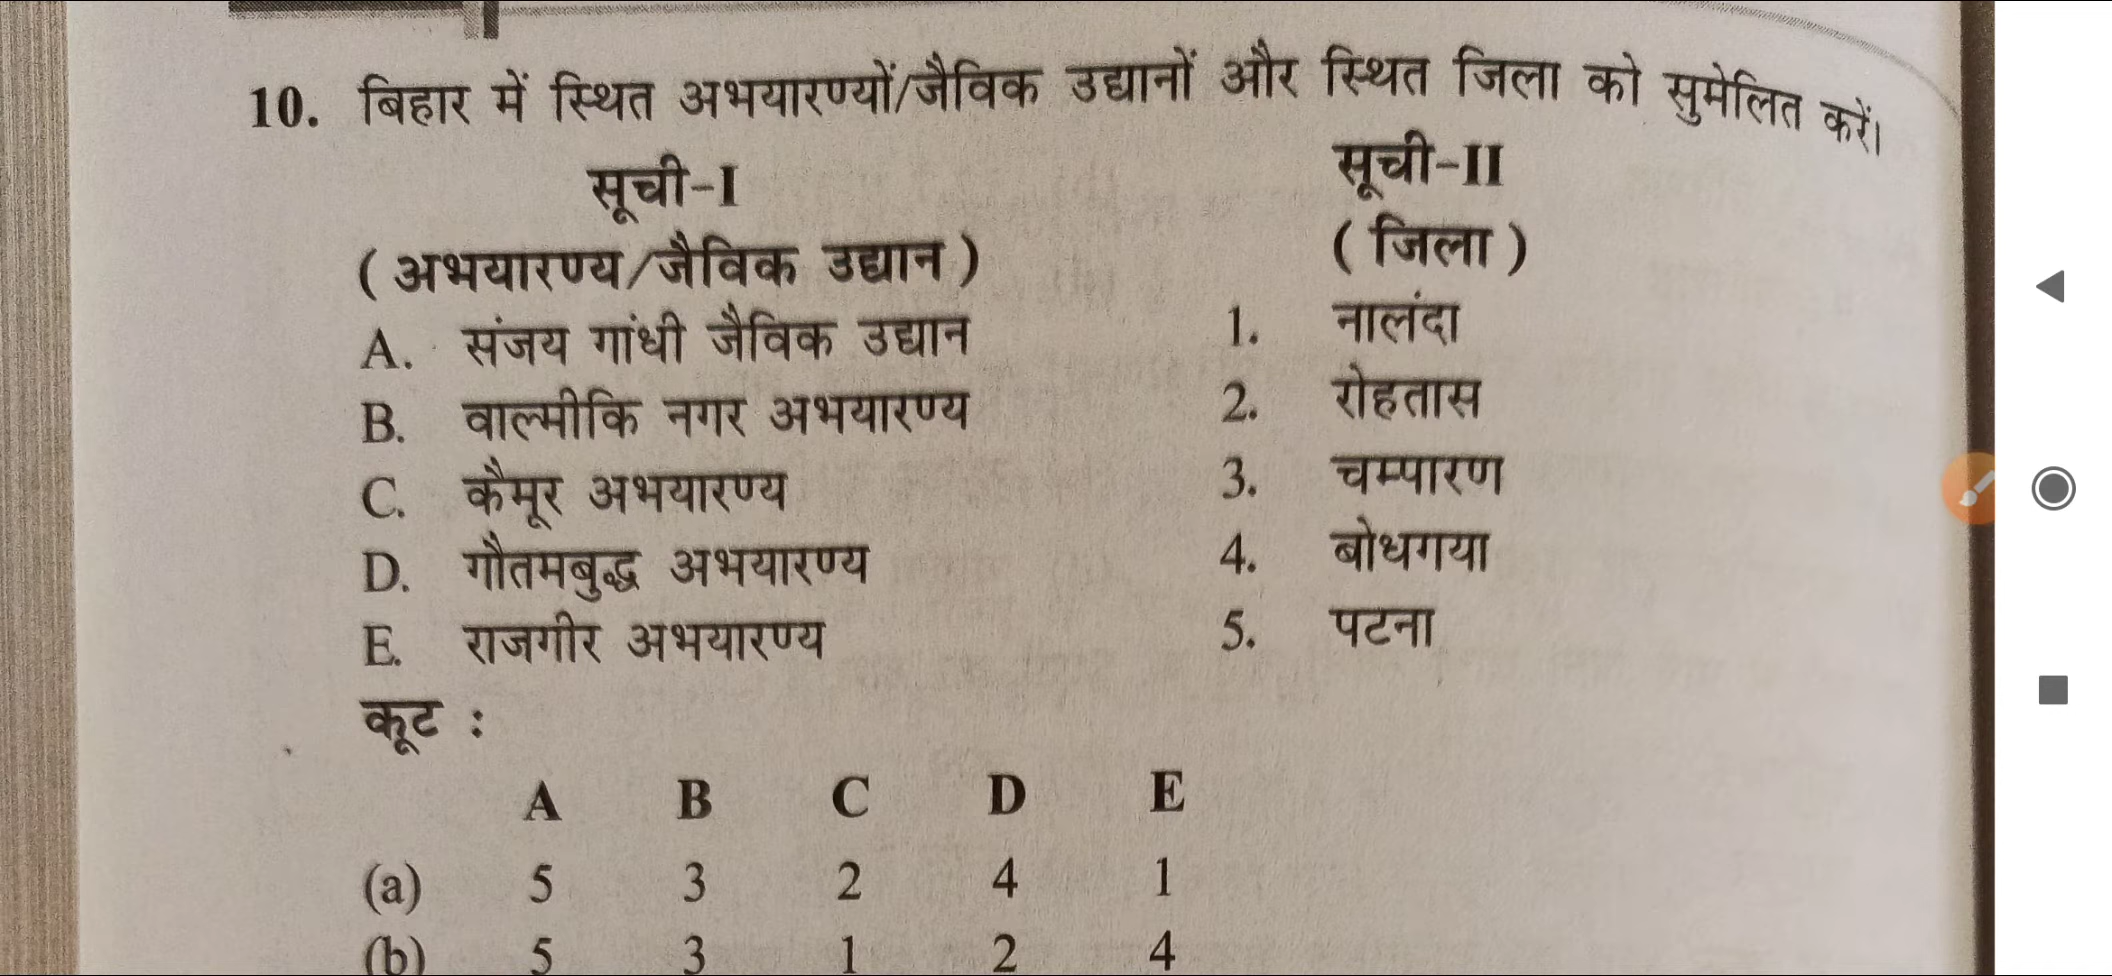 10. बिहार में स्थित अभयारण्यों/जैविक उद्यानों और स्थित जिला को सुमेलित करें।
सूची-I सूची-II
(अभयारण्य/जैविक उद्यान) (जिला)
A. संजय गांधी जैविक उद्यान 1. नालंदा
B. वाल्मीकि नगर अभयारण्य 2. रोहतास
C. कैमूर अभयारण्य 3. चम्पारण
D. गौतमबुद्ध अभयारण्य 4. बोधगया
E. राजगीर अभयारण्य 5. पटना
कूट :
A B C D E
(a) 5 3 2 4 1
(b) 5 3 1 2 4